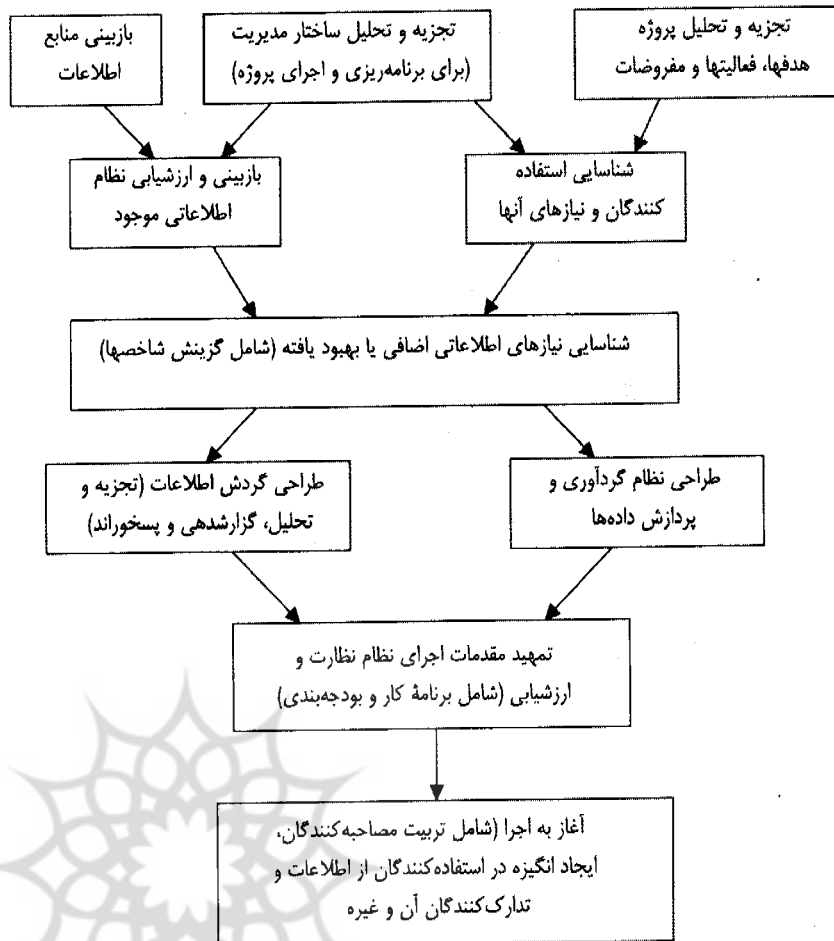 تجزیه و تحلیل پروژه
هدفها، فعالیتها و مفروضات
تجزیه و تحلیل ساختار مدیریت
(برای برنامه‌ریزی و اجرای پروژه)
بازبینی منابع
اطلاعات
شناسایی استفاده
کنندگان و نیازهای آنها
بازبینی و ارزشیابی نظام
اطلاعاتی موجود
شناسایی نیازهای اطلاعاتی اضافی یا بهبود یافته (شامل گزینش شاخصها)
طراحی نظام گردآوری و
پردازش داده‌ها
طراحی گردش اطلاعات (تجزیه و
تحلیل، گزارشدهی و پسخوراند)
تمهید مقدمات اجرای نظام نظارت و
ارزشیابی (شامل برنامهٔ کار و بودجه‌بندی)
آغاز به اجرا (شامل تربیت مصاحبه‌کنندگان،
ایجاد انگیزه در استفاده‌کنندگان از اطلاعات و
تدارک‌کنندگان آن و غیره